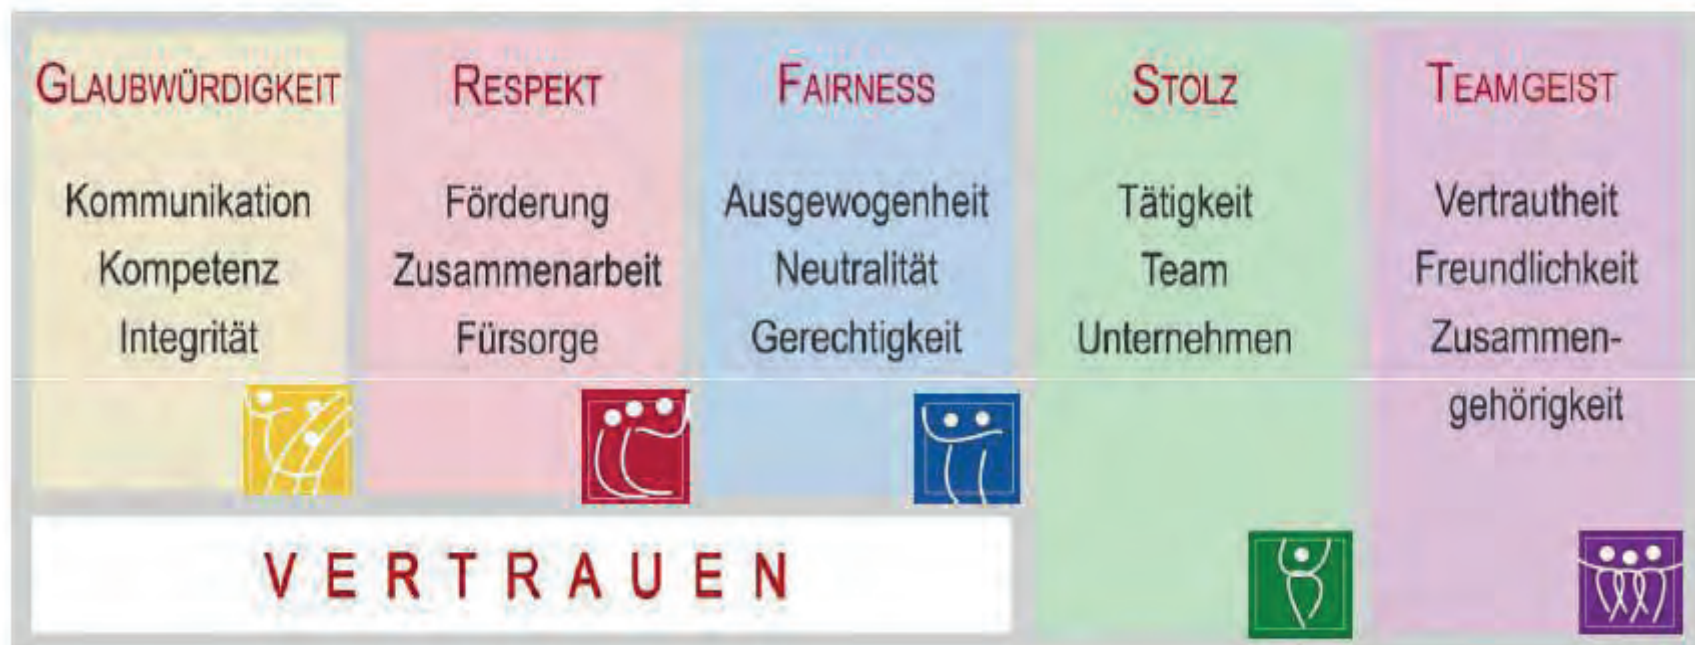 GLAUBWÜRDIGKEIT
Kommunikation
Kompetenz
Integrität
RESPEKT
Förderung
Zusammenarbeit
Fürsorge
FAIRNESS
Ausgewogenheit
Neutralität
Gerechtigkeit
VERTRAUEN
STOLZ
Tätigkeit
Team
Unternehmen
TEAMGEIST
Vertrautheit
Freundlichkeit
Zusammen-
gehörigkeit